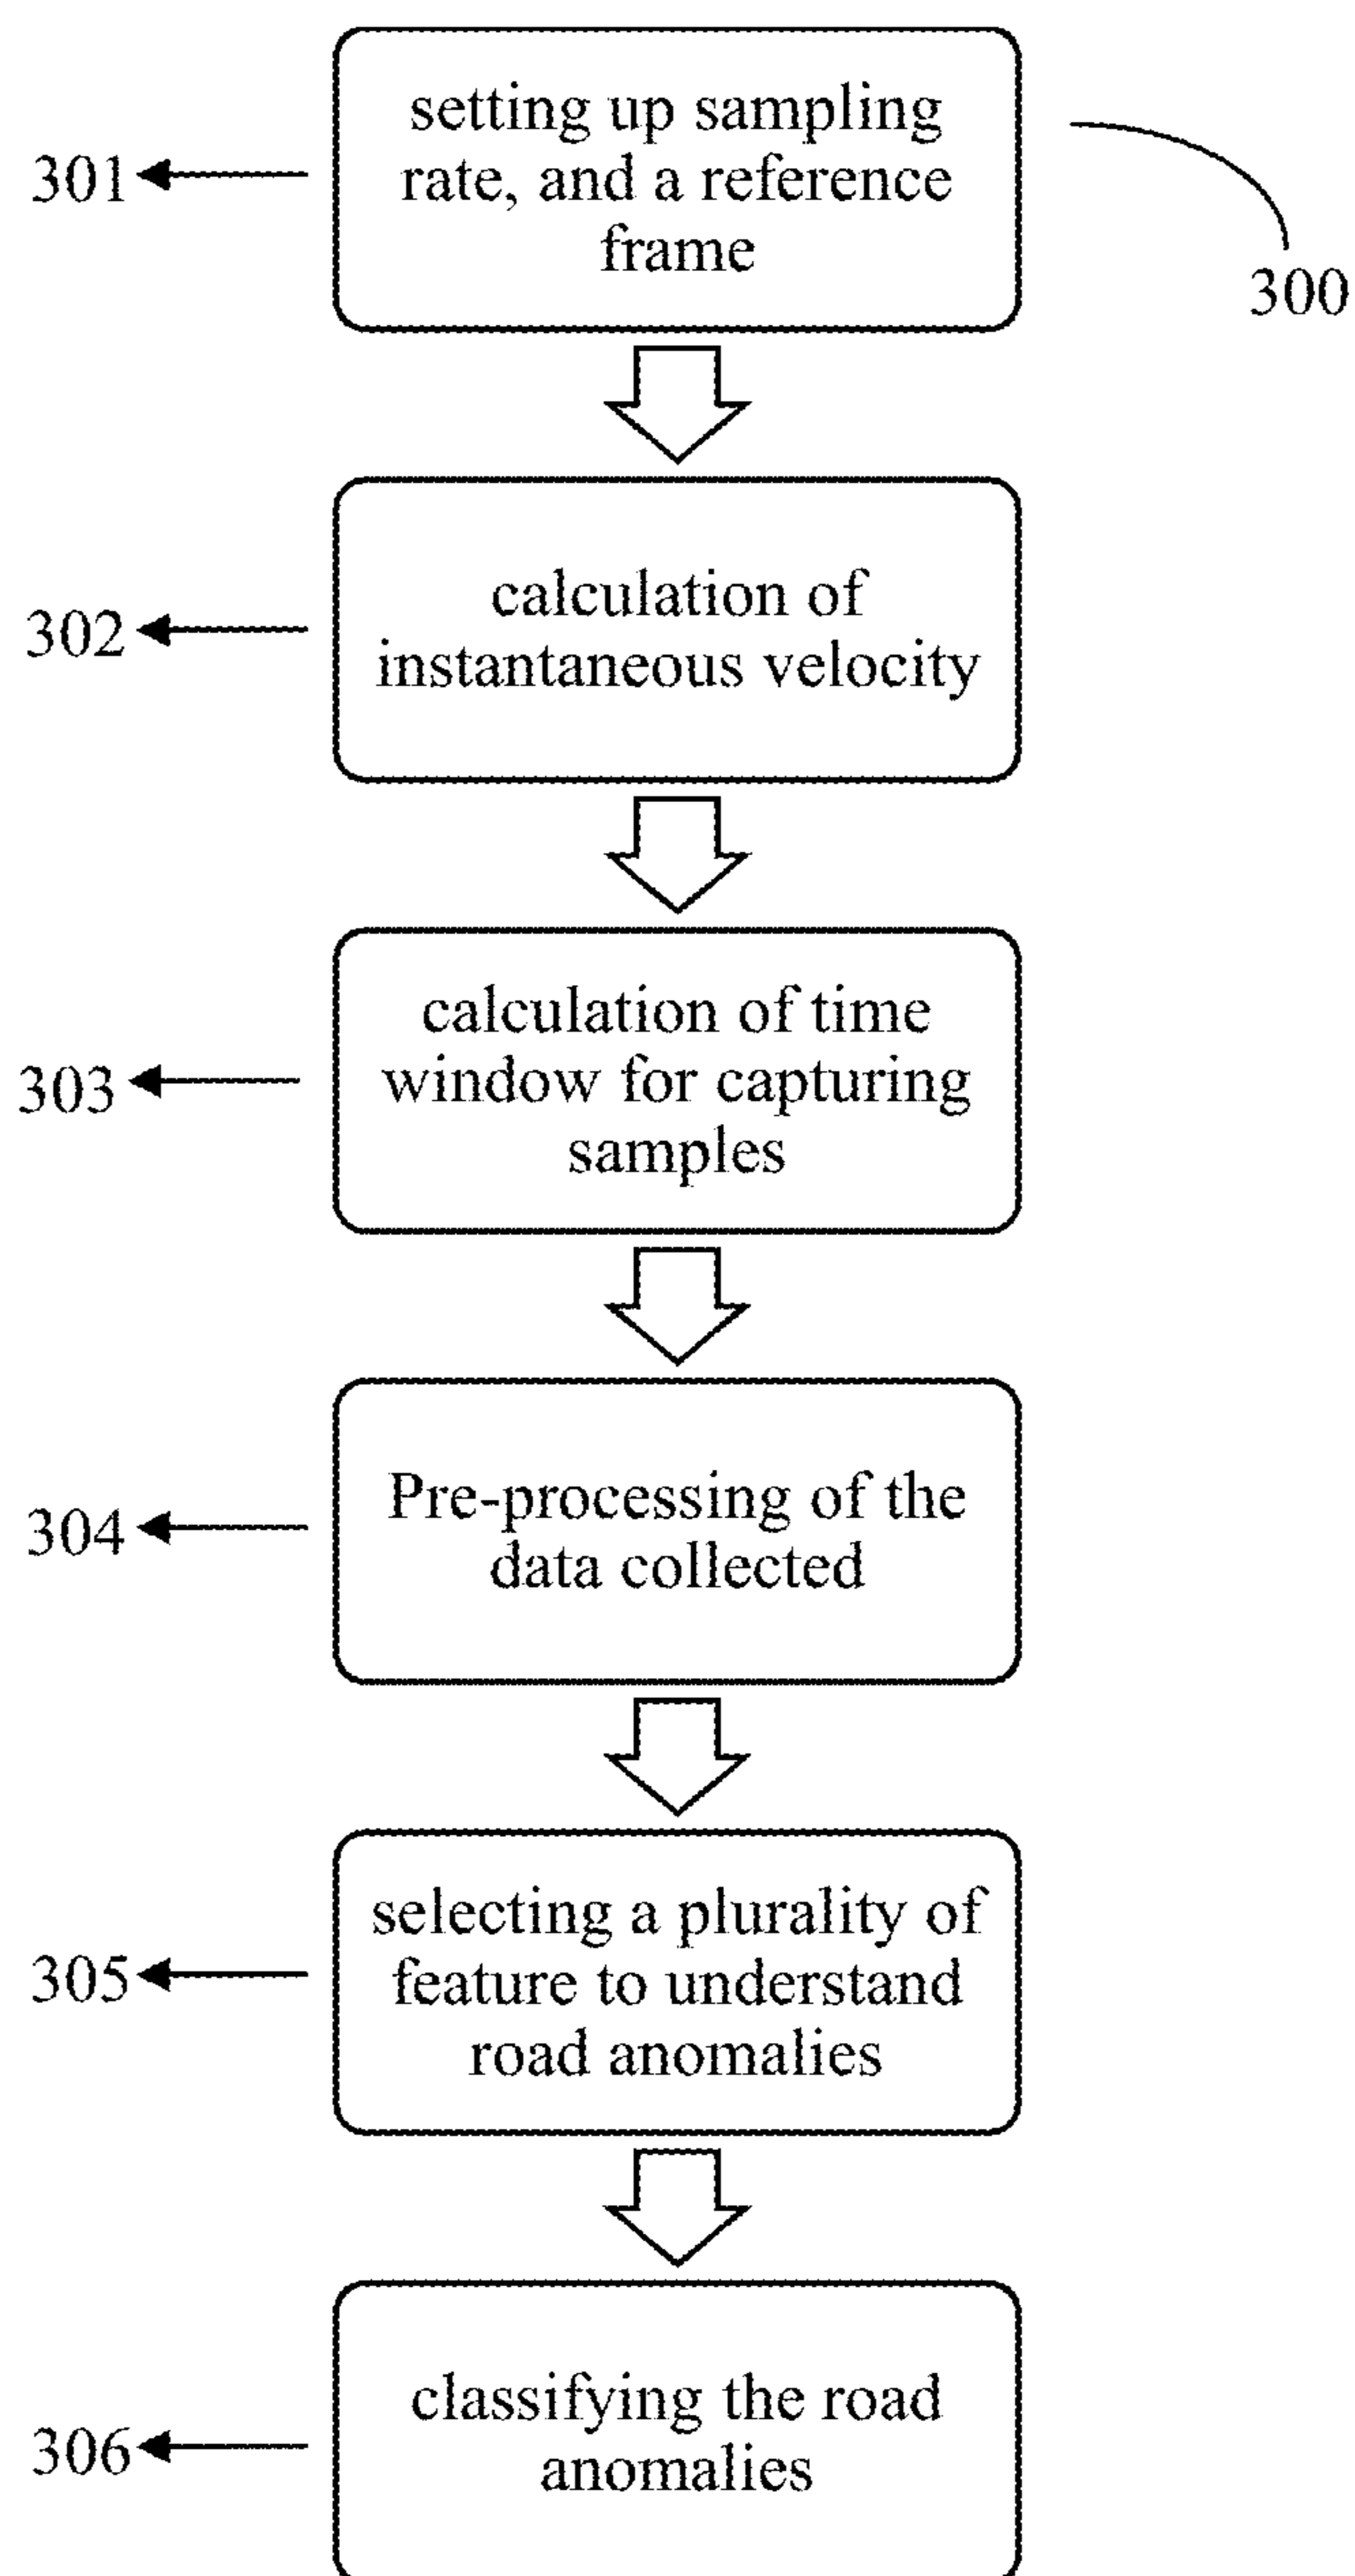 setting up sampling
rate, and a reference
frame
301
300
calculation of
instantaneous velocity
302
calculation of time
window for capturing
samples
303
Pre-processing of the
data collected
304
selecting a plurality of
feature to understand
road anomalies
305
classifying the road
anomalies
306